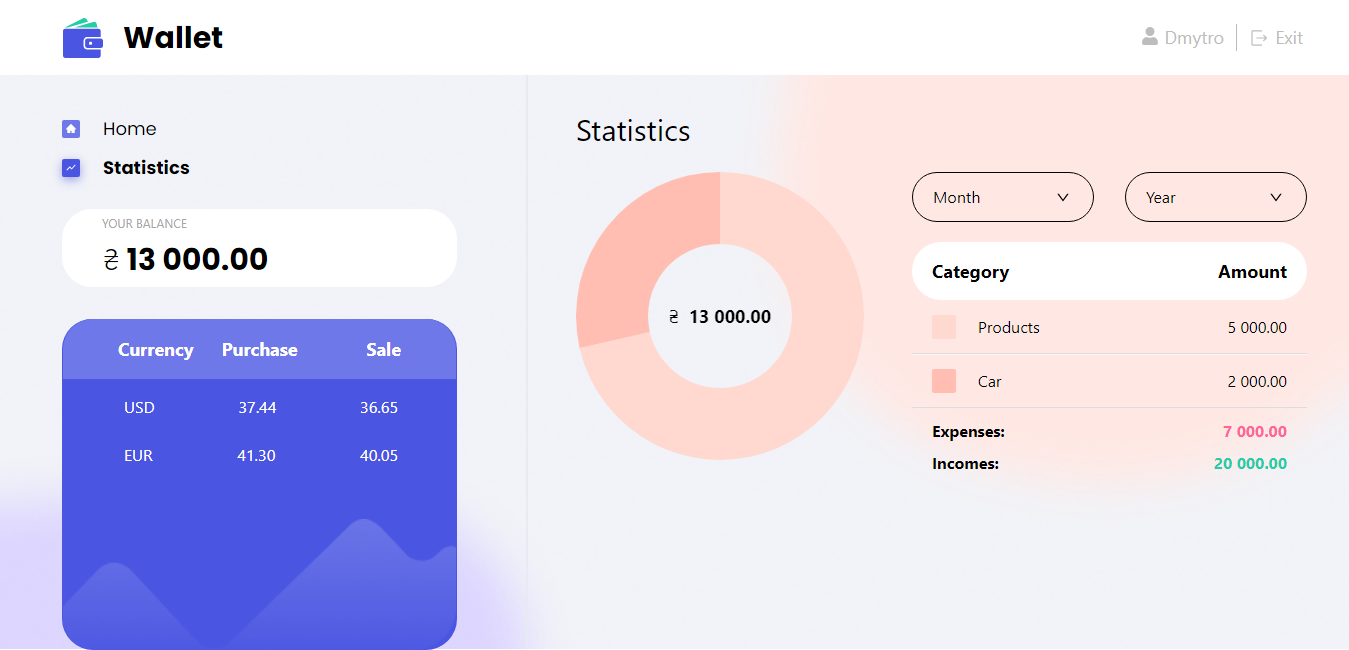 Wallet
Dmytro
Exit
Home
Statistics
YOUR BALANCE
₴ 13 000.00
Currency Purchase Sale
USD 37.44 36.65
EUR 41.30 40.05
Statistics
₴ 13 000.00
Month
Year
Category Amount
Products 5 000.00
Car 2 000.00
Expenses: 7 000.00
Incomes: 20 000.00